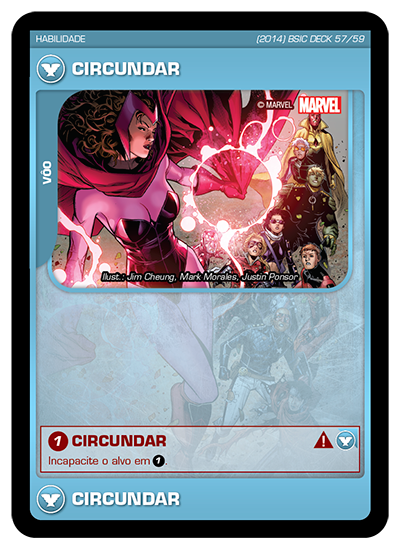 HABILIDADE
(2014) BSIC DECK 57/59
CIRCUNDAR
© MARVEL MARVEL
VÔO
Ilust.: Jim Cheung, Mark Morales, Justin Ponsor
1 CIRCUNDAR
Incapacite o alvo em 1.
CIRCUNDAR